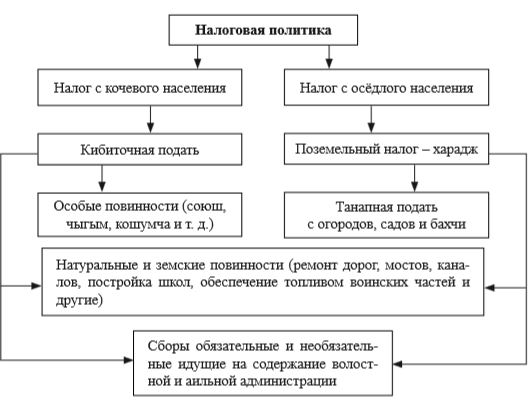 Налоговая политика
Налог с кочевого населения
Налог с осёдлого населения
Кибиточная подать
Поземельный налог – харадж
Особые повинности (союш,
чыгым, кошумча и т. д.)
Танапная подать
с огородов, садов и бахчи
Натуральные и земские повинности (ремонт дорог, мостов, кана-
лов, постройка школ, обеспечение топливом воинских частей и
другие)
Сборы обязательные и необязатель-
ные идущие на содержание волост-
ной и аильной администрации